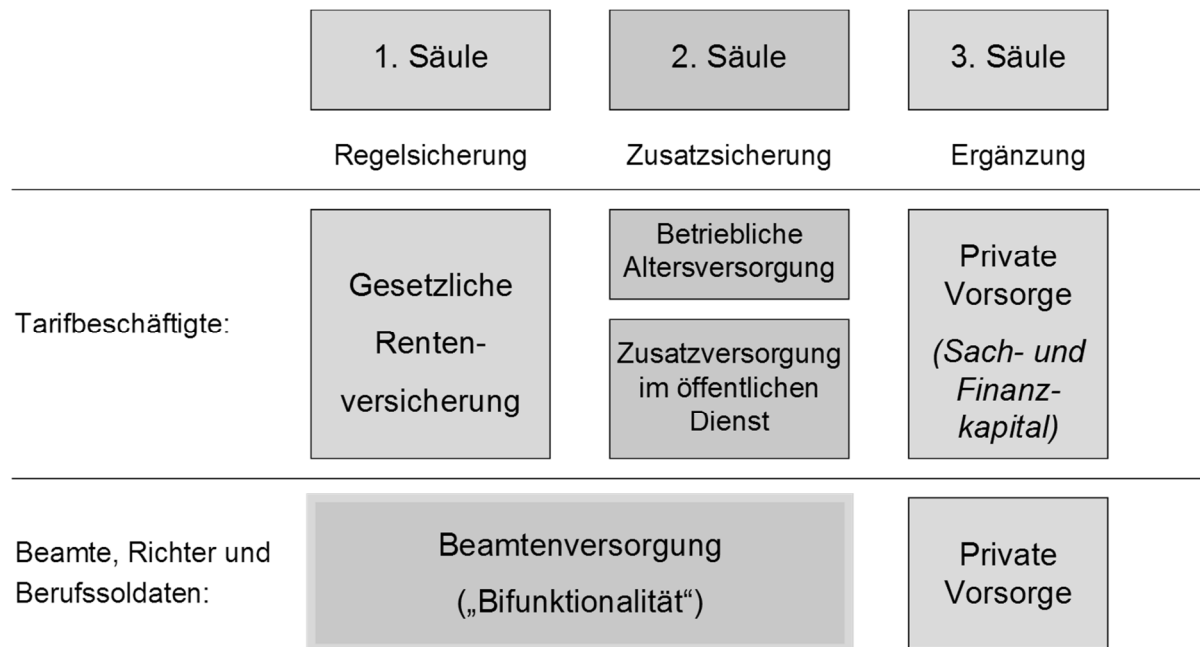 1. Säule
2. Säule
3. Säule
Regelsicherung
Zusatzsicherung
Ergänzung
Tarifbeschäftigte:
Gesetzliche
Renten-
versicherung
Betriebliche
Altersversorgung
Zusatzversorgung
im öffentlichen
Dienst
Private
Vorsorge
(Sach- und
Finanz-
kapital)
Beamte, Richter und
Berufssoldaten:
Beamtenversorgung
(„Bifunktionalität“)
Private
Vorsorge